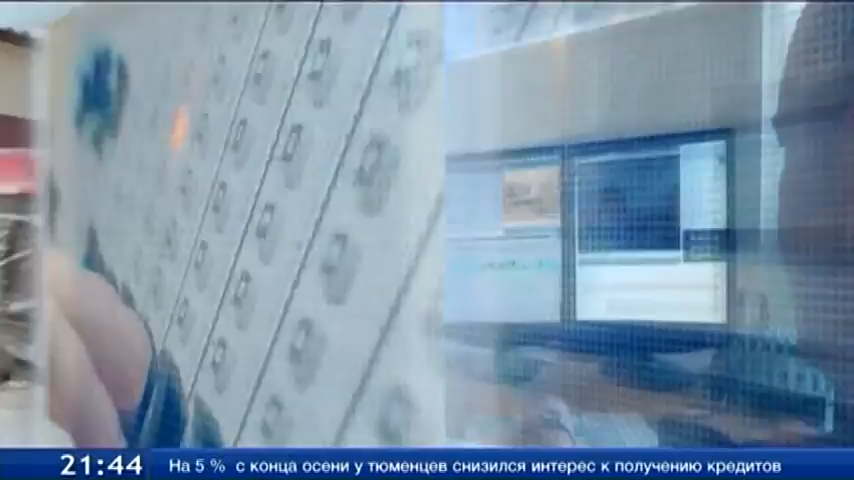 21:44 На 5 % с конца осени у тюменцев снизился интерес к получению кредитов